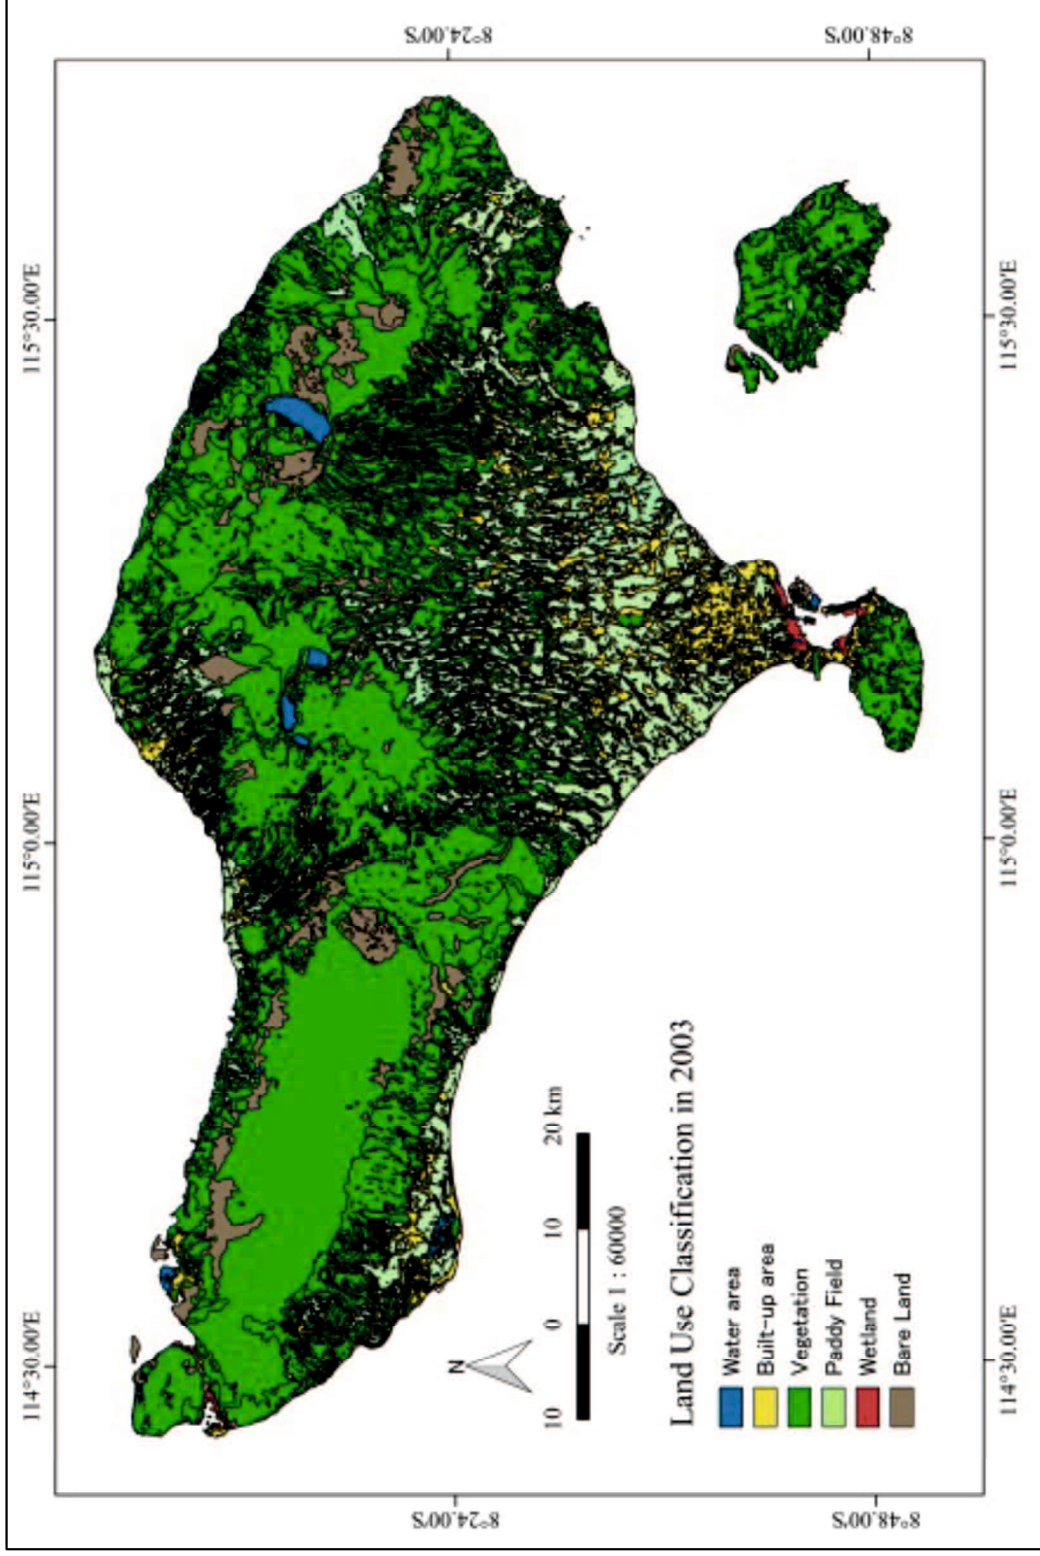 114°30.00'E
115°0.00'E
115°30.00'E
8°24.00'S
8°24.00'S
8°48.00'S
8°48.00'S
N
10 0 10 20 km
Scale 1 : 60000
Land Use Classification in 2003
Water area
Built-up area
Vegetation
Paddy Field
Wetland
Bare Land
114°30.00'E
115°0.00'E
115°30.00'E